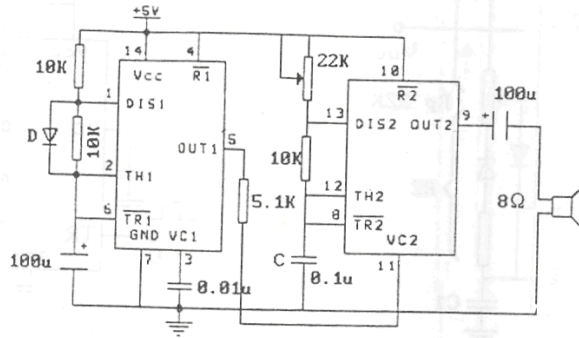 +5V
14
4
10K
Vcc
R1
22K
10
R2
100u
1
DIS1
13
DIS2
OUT2
9
+
D
10K
5
OUT1
2
TH1
10K
12
TH2
5.1K
8Ω
6
TR1
8
TR2
GND
VC1
VC2
+
100u
7
3
0.01u
C
0.1u
11